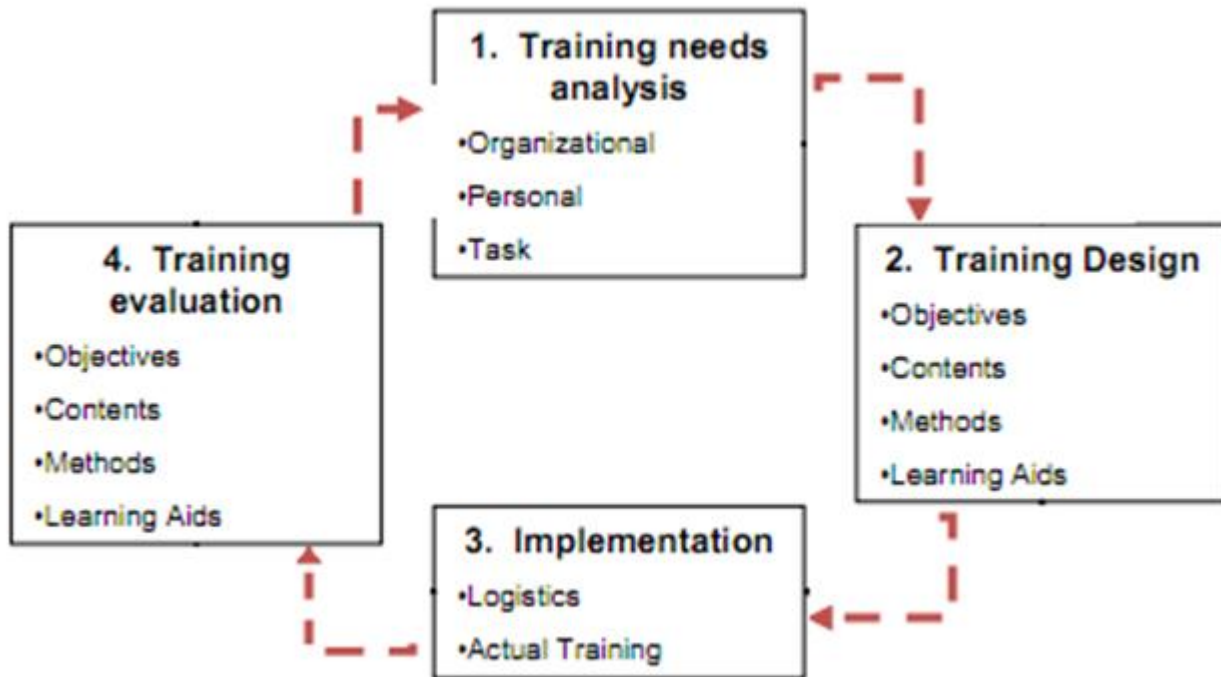 1. Training needs
analysis
•Organizational
•Personal
•Task
2. Training Design
•Objectives
•Contents
•Methods
•Learning Aids
3. Implementation
•Logistics
•Actual Training
4. Training
evaluation
•Objectives
•Contents
•Methods
•Learning Aids